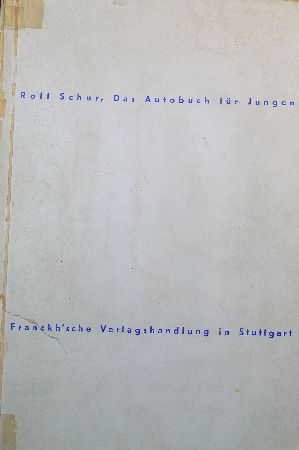 Rolf Schur, Das Autobuch für Jungen
Franckh'sche Verlagshandlung in Stuttgart